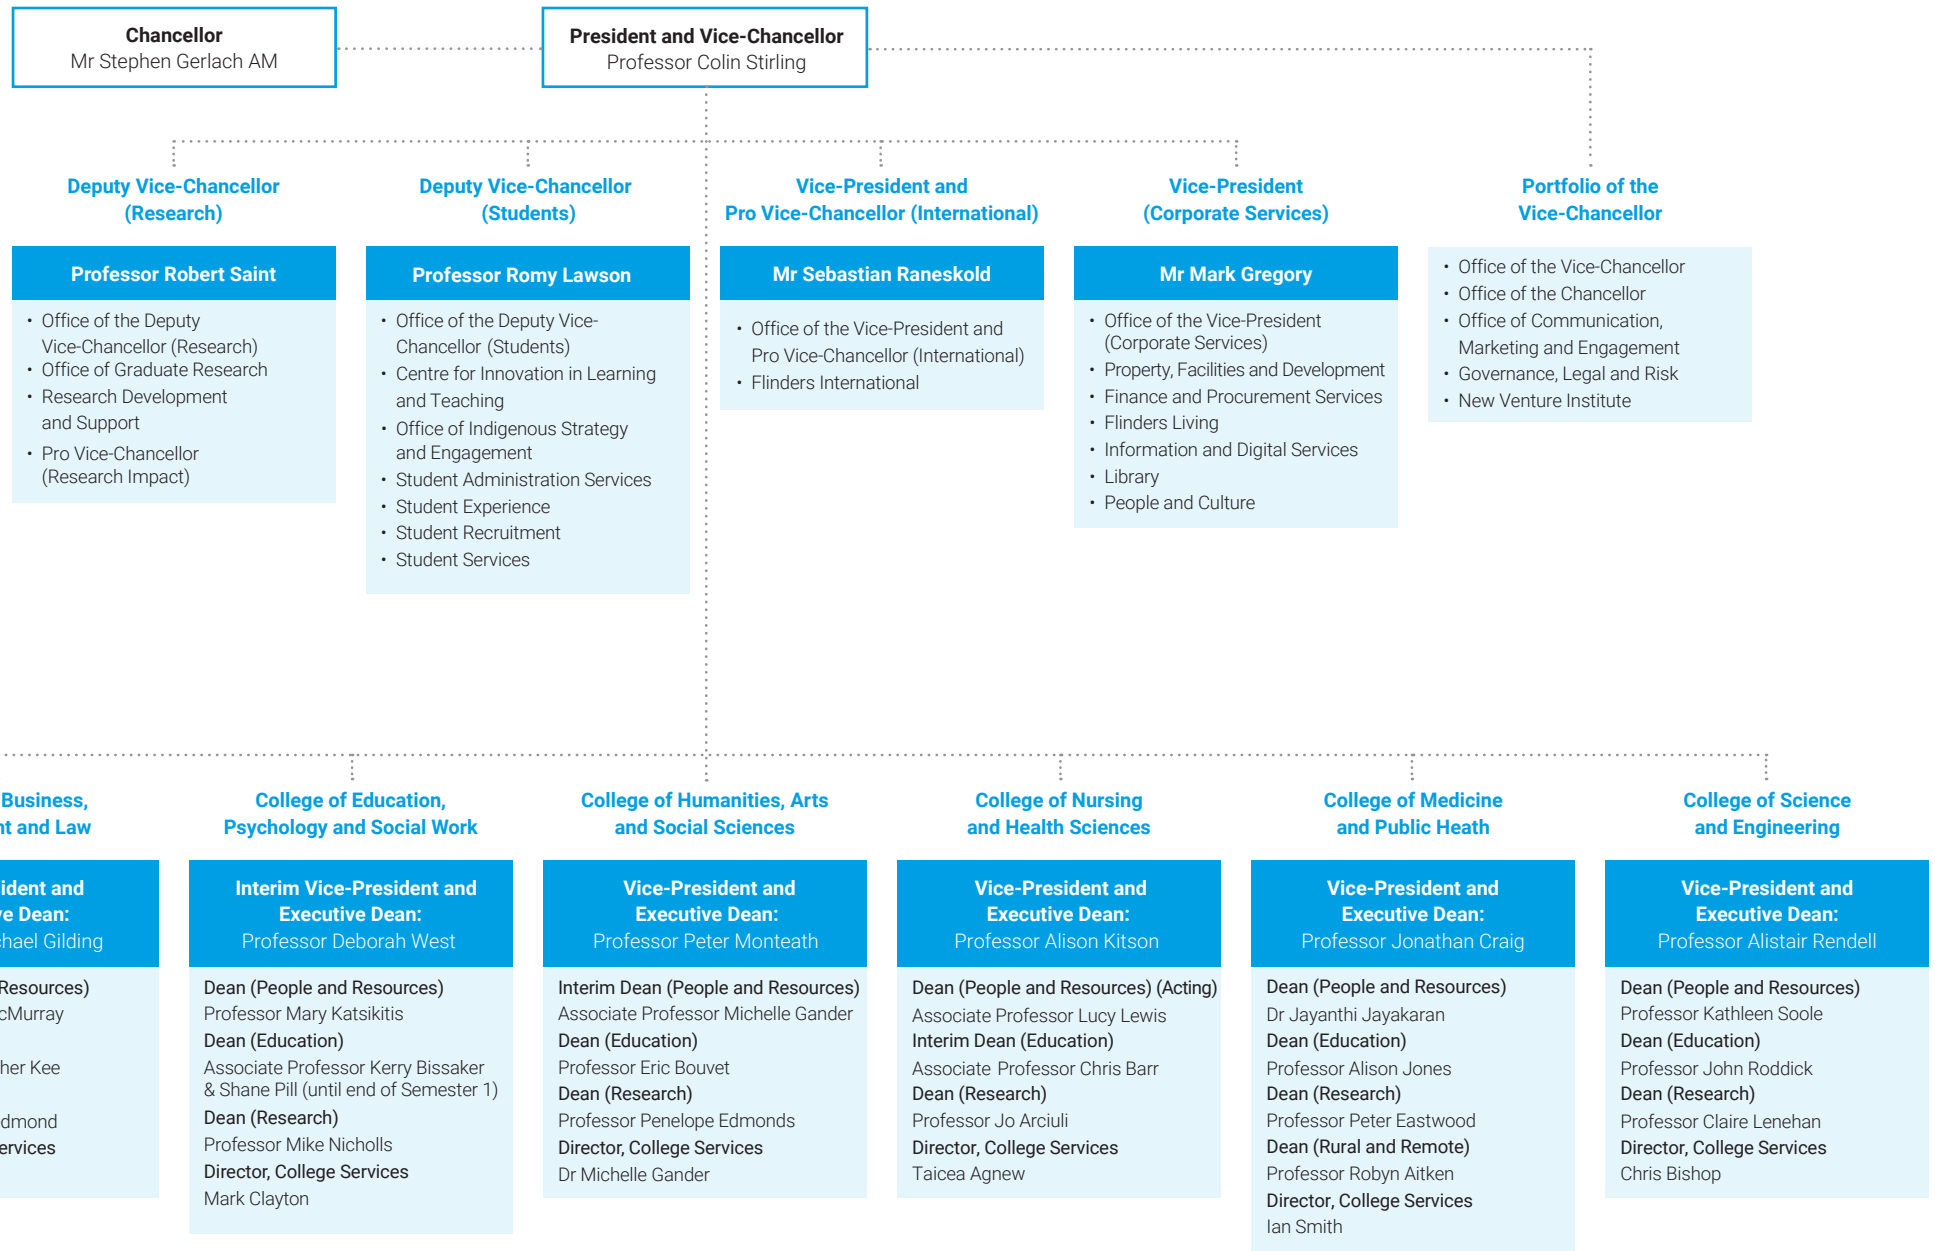 Chancellor
Mr Stephen Gerlach AM
President and Vice-Chancellor
Professor Colin Stirling
Deputy Vice-Chancellor
(Research)
Professor Robert Saint
• Office of the Deputy
Vice-Chancellor (Research)
• Office of Graduate Research
• Research Development
and Support
• Pro Vice-Chancellor
(Research Impact)
Deputy Vice-Chancellor
(Students)
Professor Romy Lawson
• Office of the Deputy Vice-
Chancellor (Students)
• Centre for Innovation in Learning
and Teaching
• Office of Indigenous Strategy
and Engagement
• Student Administration Services
• Student Experience
• Student Recruitment
• Student Services
Vice-President and
Pro Vice-Chancellor (International)
Mr Sebastian Raneskold
• Office of the Vice-President and
Pro Vice-Chancellor (International)
• Flinders International
Vice-President
(Corporate Services)
Mr Mark Gregory
• Office of the Vice-President
(Corporate Services)
• Property, Facilities and Development
• Finance and Procurement Services
• Flinders Living
• Information and Digital Services
• Library
• People and Culture
Portfolio of the
Vice-Chancellor
• Office of the Vice-Chancellor
• Office of the Chancellor
• Office of Communication,
Marketing and Engagement
• Governance, Legal and Risk
• New Venture Institute
Business,
and Law
and
Dean:
Gilding
Resources)
Kee
College of Education,
Psychology and Social Work
Interim Vice-President and
Executive Dean:
Professor Deborah West
Dean (People and Resources)
Professor Mary Katsikitis
Dean (Education)
Associate Professor Kerry Bissaker
& Shane Pill (until end of Semester 1)
Dean (Research)
Professor Mike Nicholls
Director, College Services
Mark Clayton
College of Humanities, Arts
and Social Sciences
Vice-President and
Executive Dean:
Professor Peter Monteath
Interim Dean (People and Resources)
Associate Professor Michelle Gander
Dean (Education)
Professor Eric Bouvet
Dean (Research)
Professor Penelope Edmonds
Director, College Services
Dr Michelle Gander
College of Nursing
and Health Sciences
Vice-President and
Executive Dean:
Professor Alison Kitson
Dean (People and Resources) (Acting)
Associate Professor Lucy Lewis
Interim Dean (Education)
Associate Professor Chris Barr
Dean (Research)
Professor Jo Arciuli
Director, College Services
Taicea Agnew
College of Medicine
and Public Heath
Vice-President and
Executive Dean:
Professor Jonathan Craig
Dean (People and Resources)
Dr Jayanthi Jayakaran
Dean (Education)
Professor Alison Jones
Dean (Research)
Professor Peter Eastwood
Dean (Rural and Remote)
Professor Robyn Aitken
Director, College Services
Ian Smith
College of Science
and Engineering
Vice-President and
Executive Dean:
Professor Alistair Rendell
Dean (People and Resources)
Professor Kathleen Soole
Dean (Education)
Professor John Roddick
Dean (Research)
Professor Claire Lenehan
Director, College Services
Chris Bishop